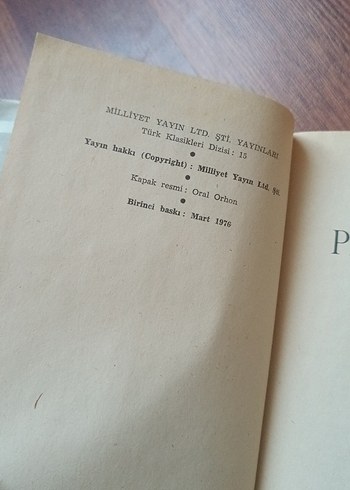 MİLLİYET YAYIN LTD. ŞTİ. YAYINLARI
Türk Klasikleri Dizisi : 15
Yayın hakkı (Copyright) : Milliyet Yayın Ltd. Şti.
Kapak resmi : Oral Orhon
Birinci baskı : Mart 1976
P